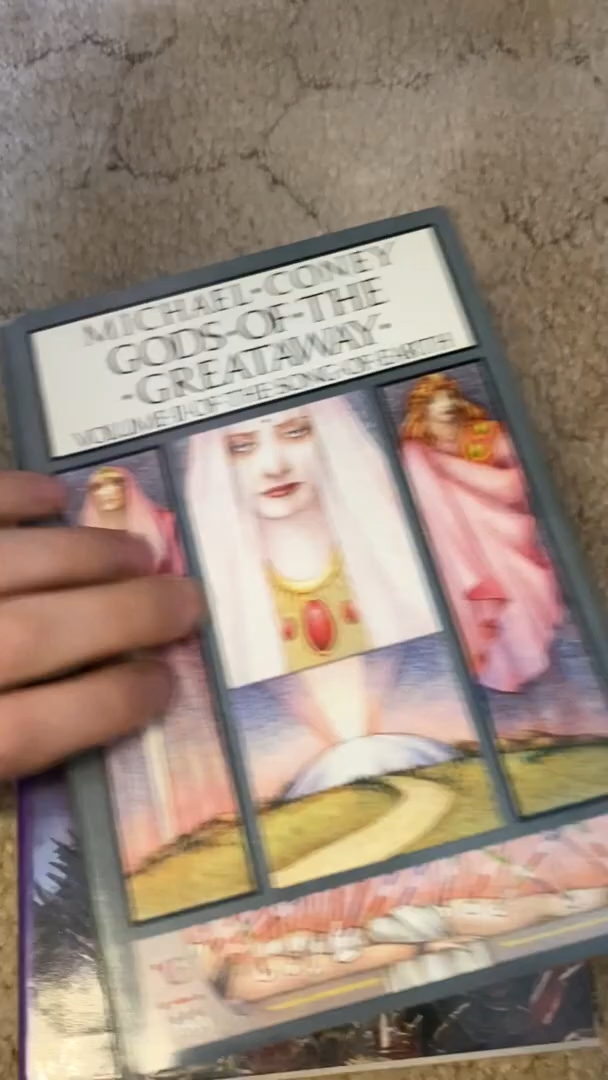 MICHAEL-CONEY
GODS-OF-THE
-GREATAWAY-
VOLUME II OF THE SONG OF EARTH